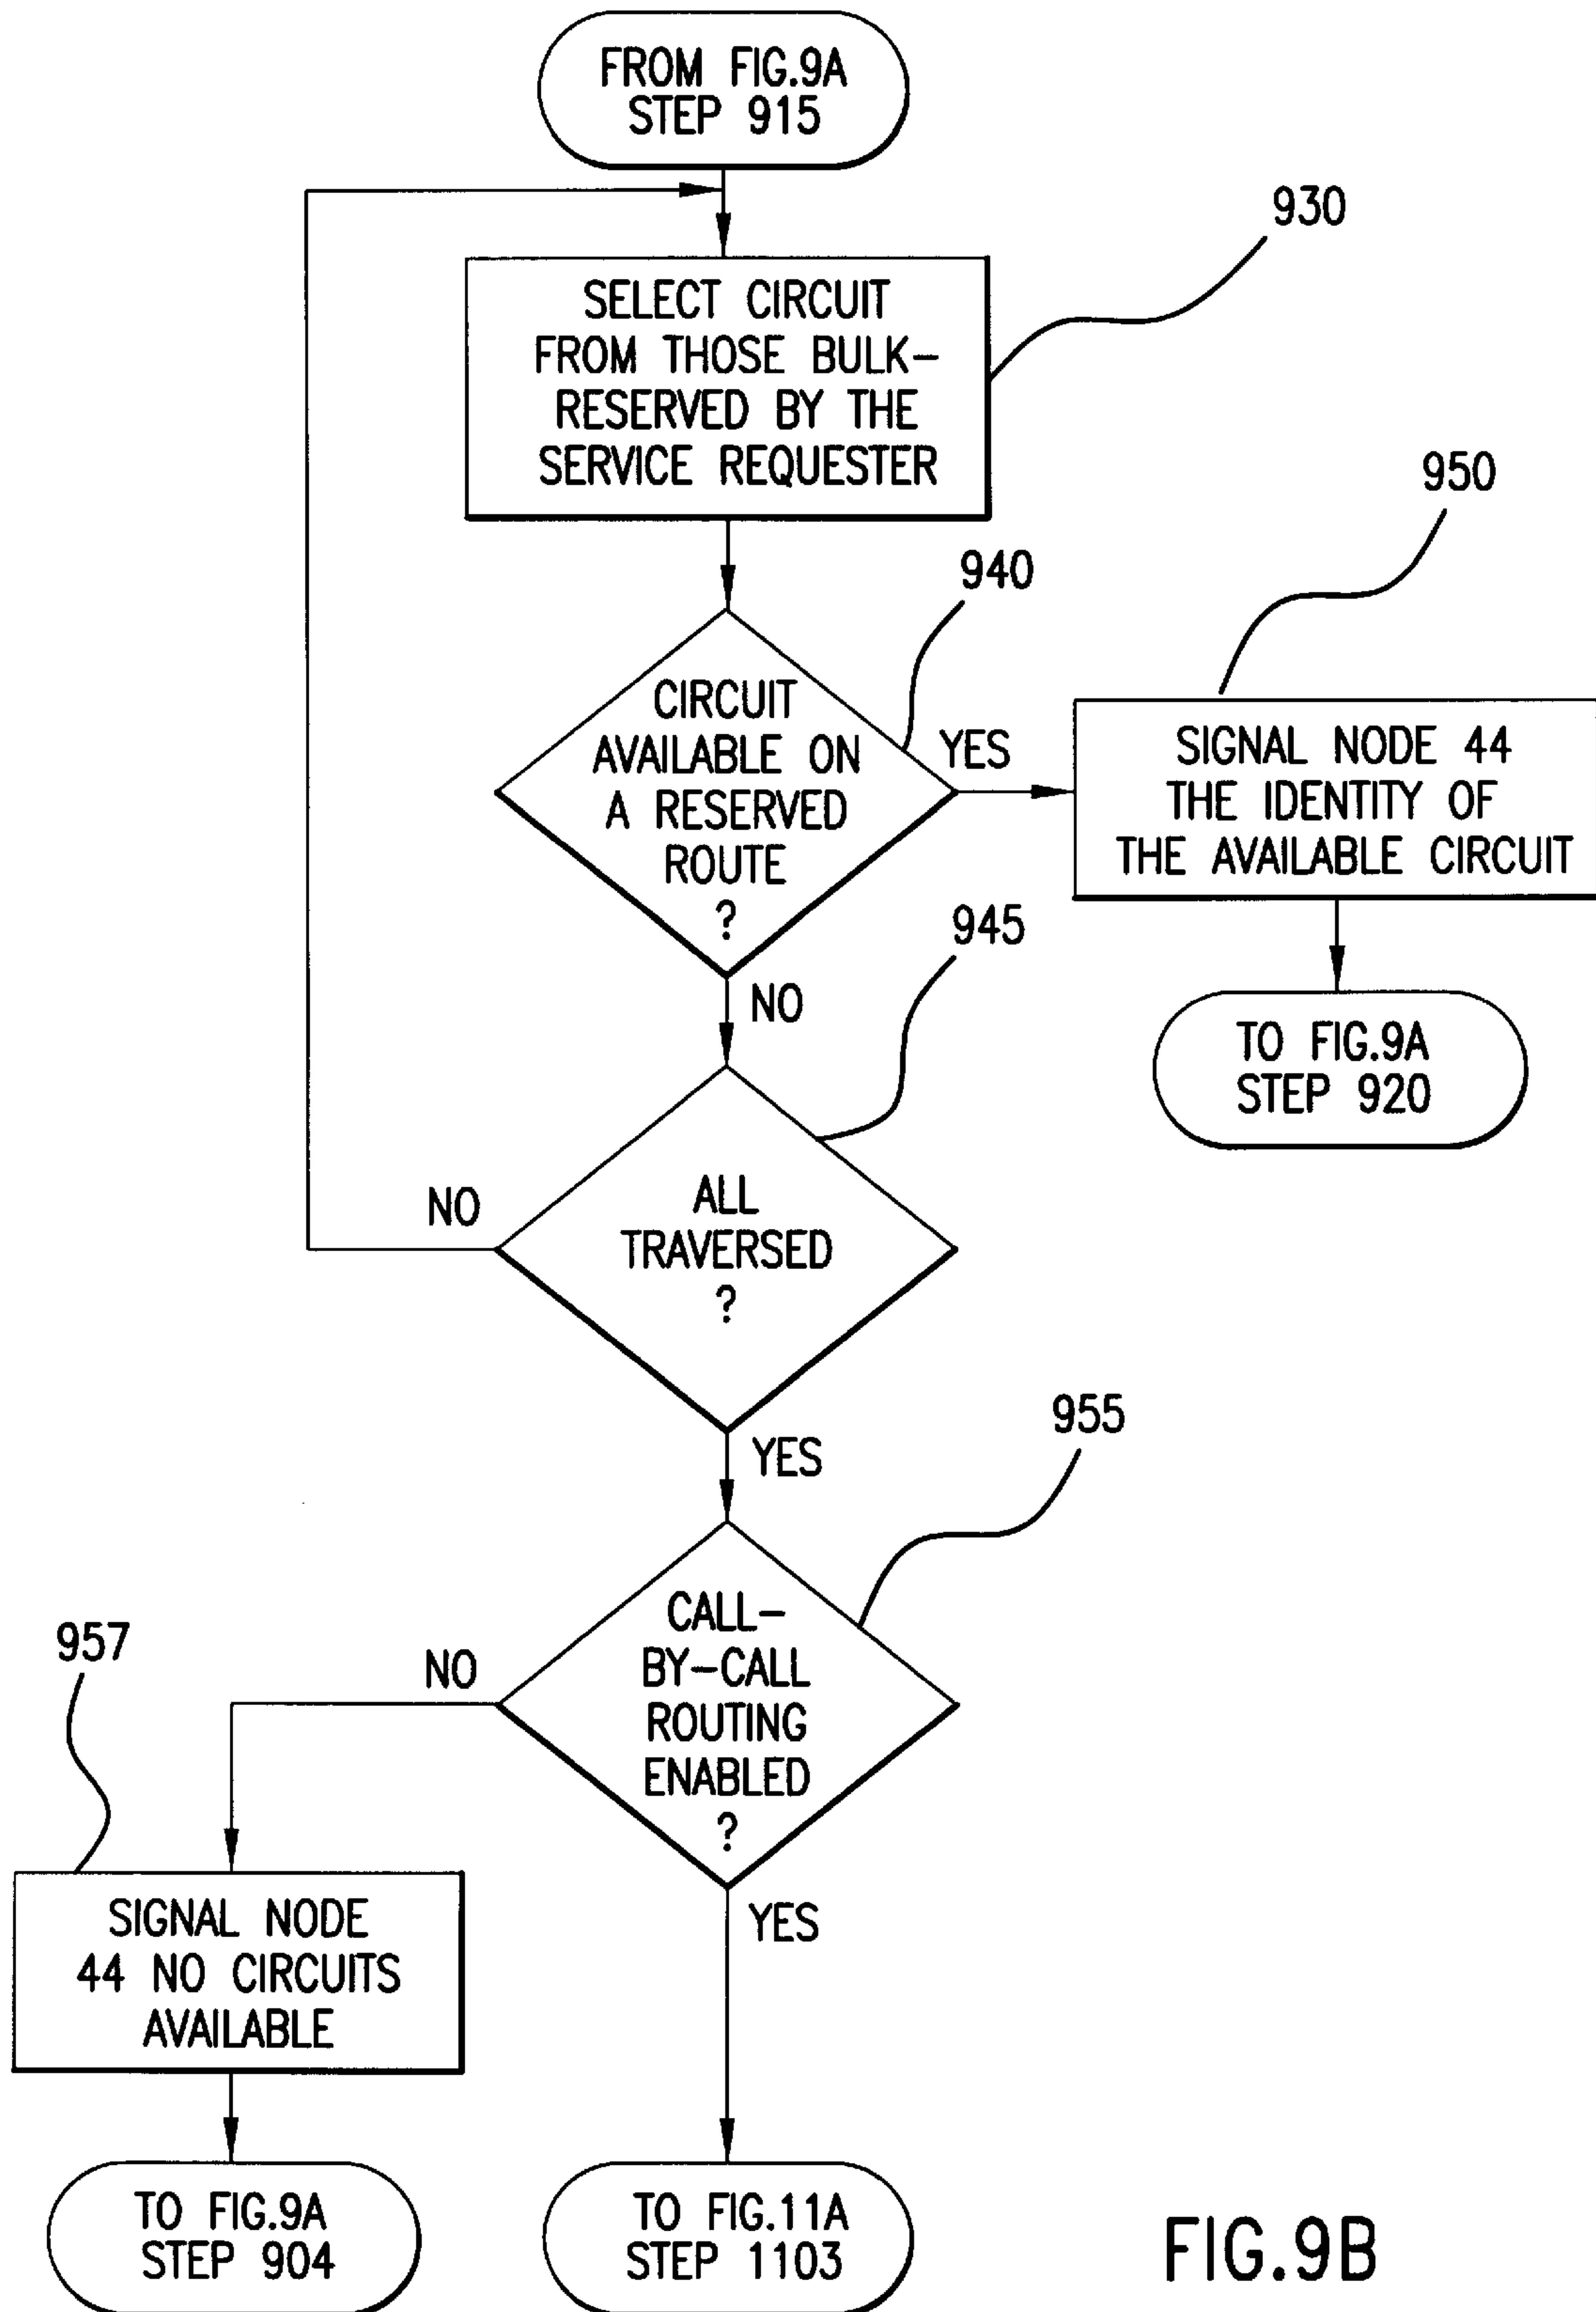 FROM FIG.9A
STEP 915
930
SELECT CIRCUIT
FROM THOSE BULK-
RESERVED BY THE
SERVICE REQUESTER
940
950
CIRCUIT
AVAILABLE ON
A RESERVED
ROUTE
?
YES
SIGNAL NODE 44
THE IDENTITY OF
THE AVAILABLE CIRCUIT
NO
945
TO FIG.9A
STEP 920
ALL
TRAVERSED
?
NO
YES
955
CALL-
BY-CALL
ROUTING
ENABLED
?
NO
957
SIGNAL NODE
44 NO CIRCUITS
AVAILABLE
YES
TO FIG.9A
STEP 904
TO FIG.11A
STEP 1103
FIG.9B